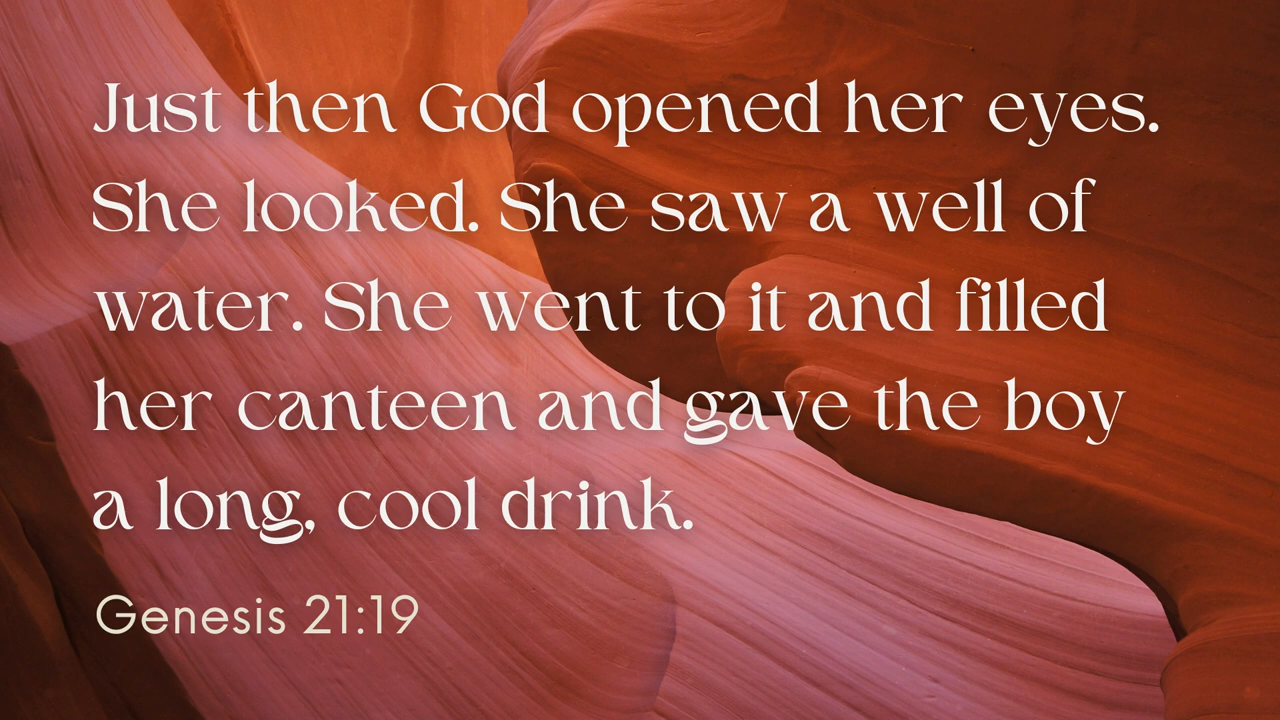 Just then God opened her eyes.
She looked. She saw a well of
water. She went to it and filled
her canteen and gave the boy
a long, cool drink.
Genesis 21:19